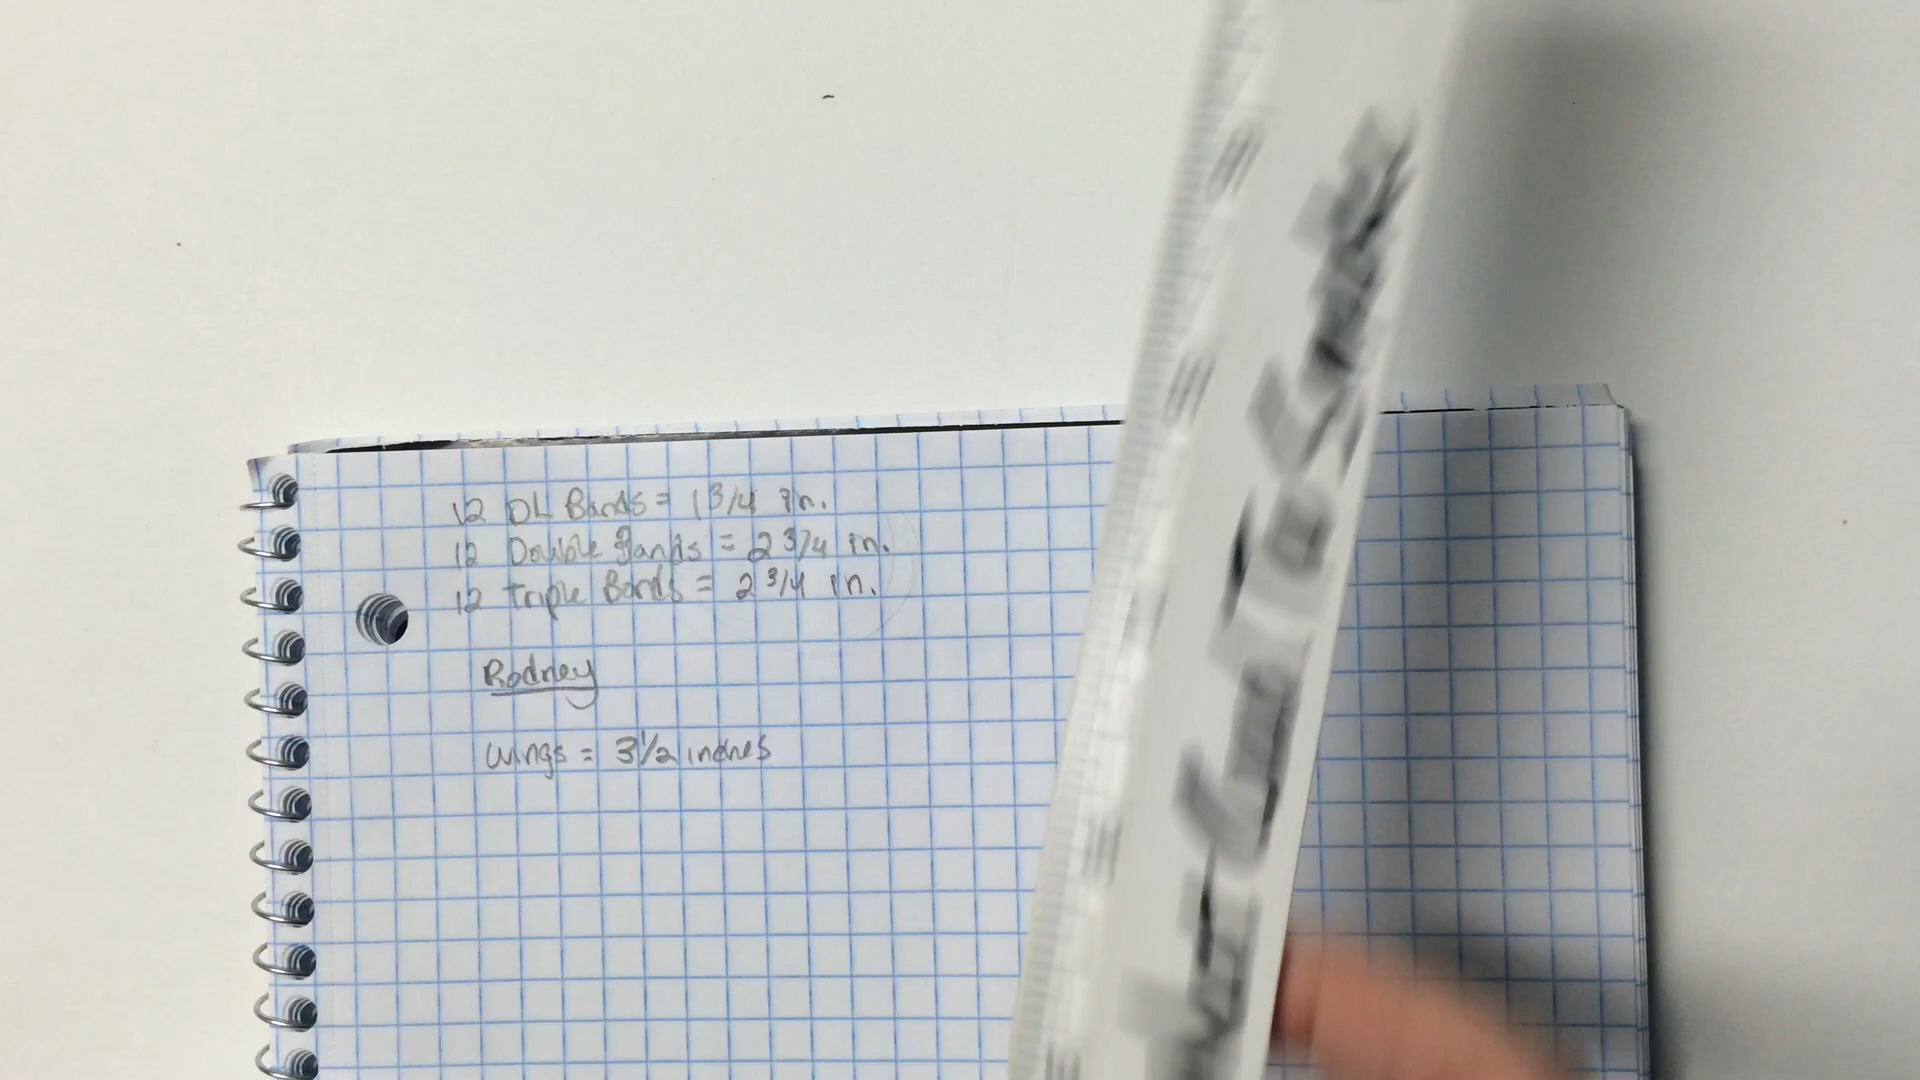 12 DL Bands = 1 3/4 in.
12 Double Bands = 2 3/4 in.
12 Triple Bands = 2 3/4 in.
Rodney
Wings = 3 1/2 inches